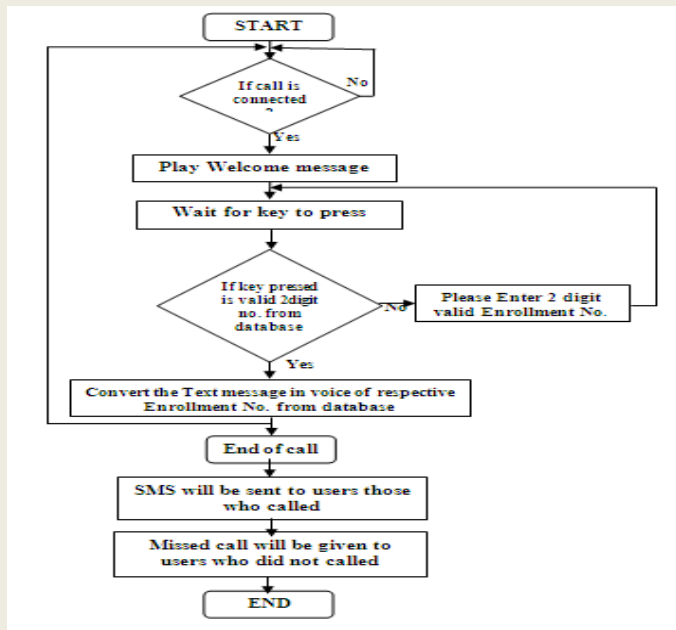 START
If call is
connected
?
No
Yes
Play Welcome message
Wait for key to press
If key pressed
is valid 2digit
no. from
database
No
Please Enter 2 digit
valid Enrollment No.
Yes
Convert the Text message in voice of respective
Enrollment No. from database
End of call
SMS will be sent to users those
who called
Missed call will be given to
users who did not called
END